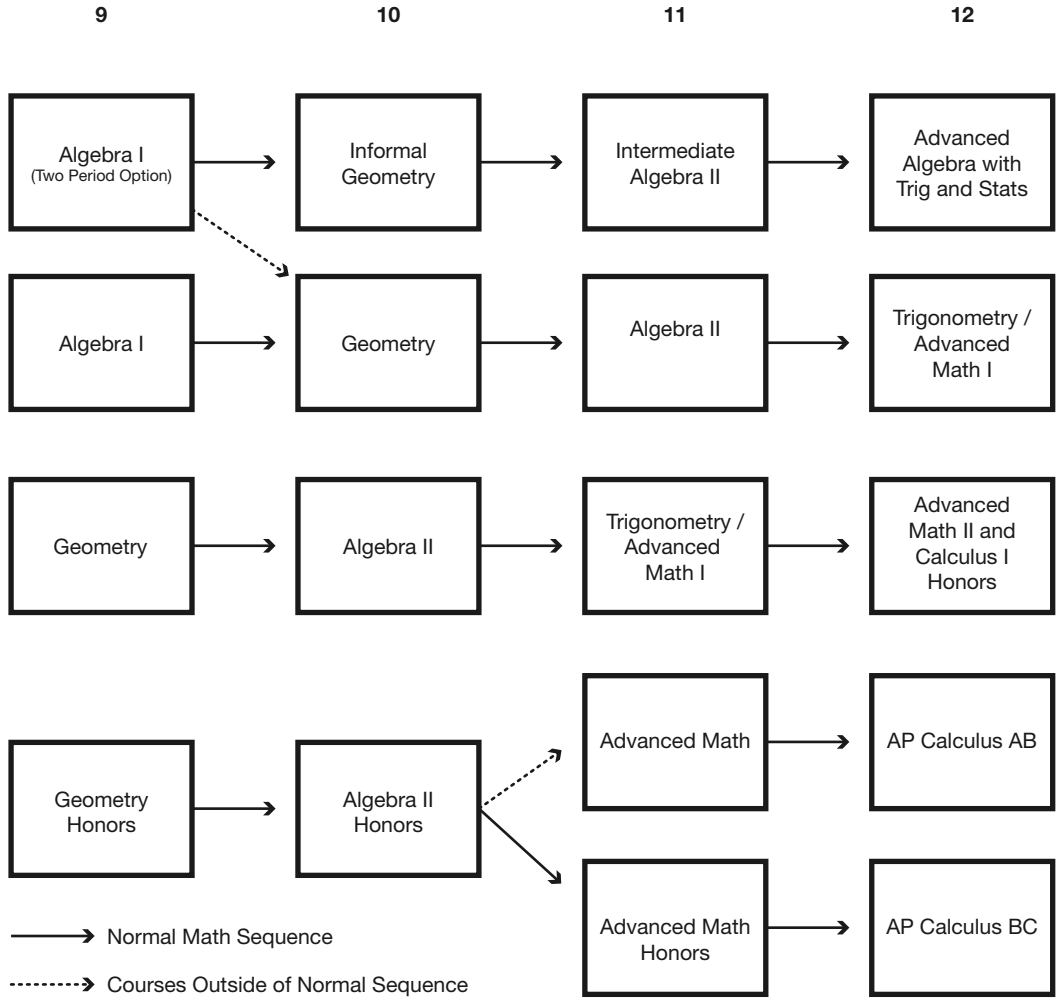 9
10
11
12
Algebra I
(Two Period Option)
Informal
Geometry
Intermediate
Algebra II
Advanced
Algebra with
Trig and Stats
Algebra I
Geometry
Algebra II
Trigonometry /
Advanced
Math I
Geometry
Algebra II
Trigonometry /
Advanced
Math I
Advanced
Math II and
Calculus I
Honors
Geometry
Honors
Algebra II
Honors
Advanced Math
AP Calculus AB
Advanced Math
Honors
AP Calculus BC
Normal Math Sequence
Courses Outside of Normal Sequence